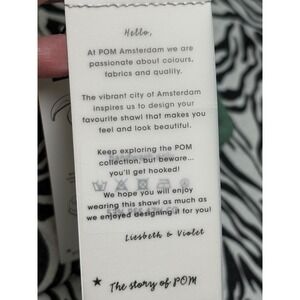 Hello,
At POM Amsterdam we are
passionate about colours,
fabrics and quality.
The vibrant city of Amsterdam
inspires us to design your
favourite shawl that makes you
feel and look beautiful.
Keep exploring the POM
collection, but beware...
you'll get hooked!
We hope you will enjoy
wearing this shawl as much as
we enjoyed designing it for you!
Liesbeth & Violet
The story of POM